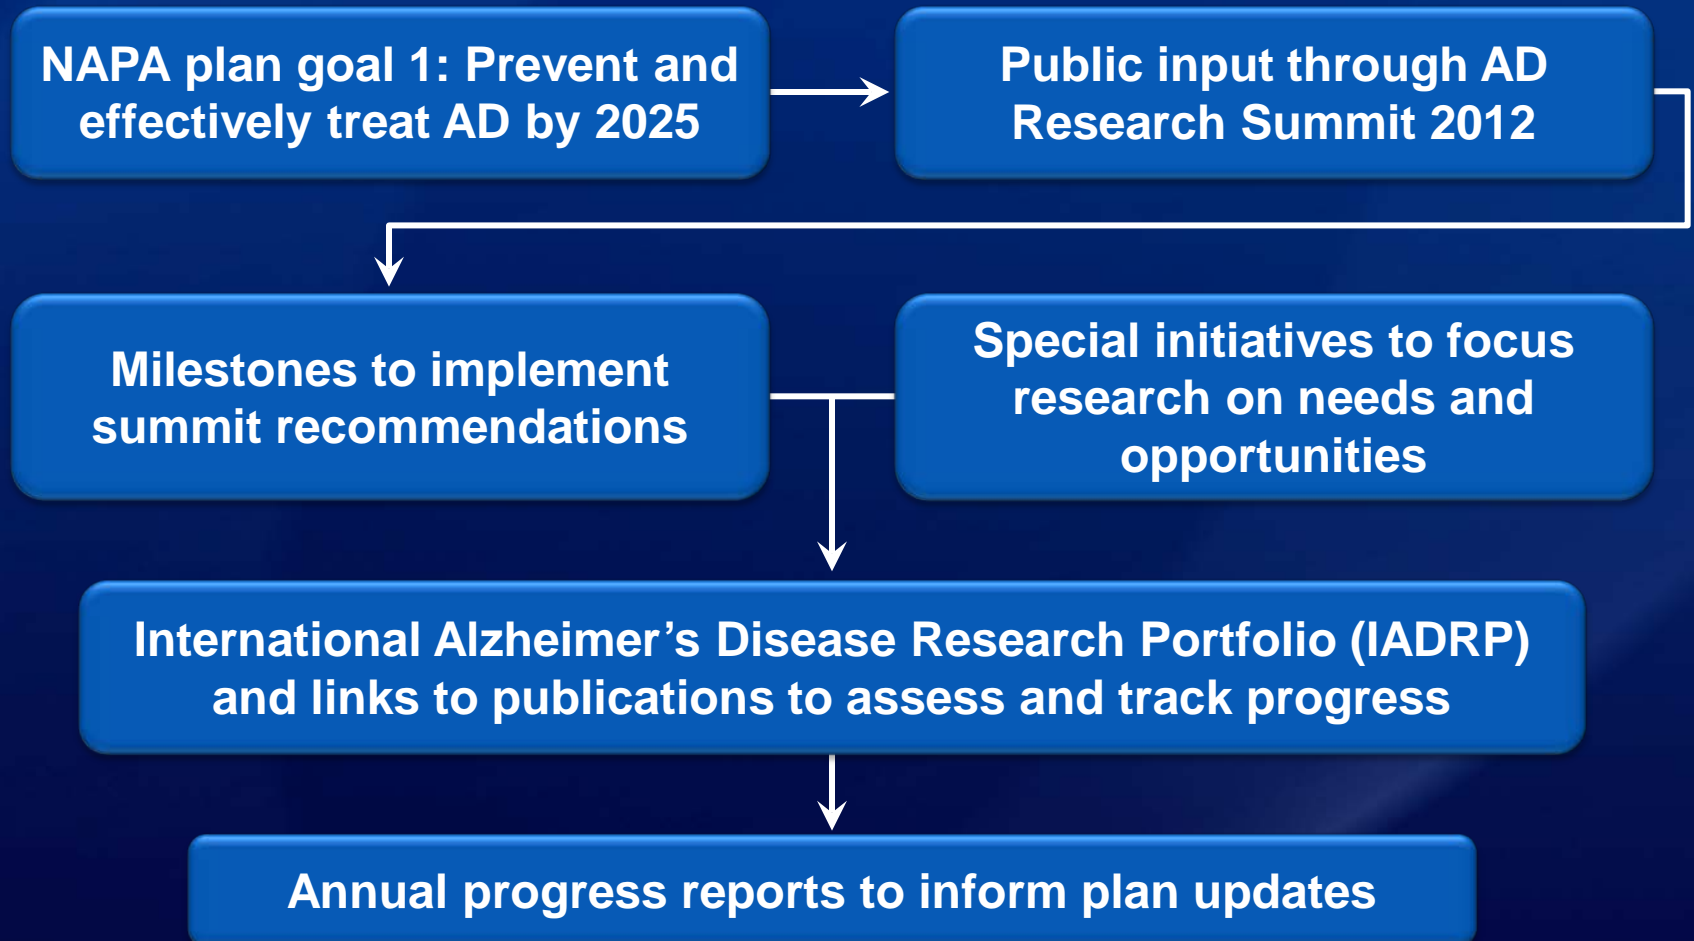 NAPA plan goal 1: Prevent and
effectively treat AD by 2025
Public input through AD
Research Summit 2012
Milestones to implement
summit recommendations
Special initiatives to focus
research on needs and
opportunities
International Alzheimer’s Disease Research Portfolio (IADRP)
and links to publications to assess and track progress
Annual progress reports to inform plan updates